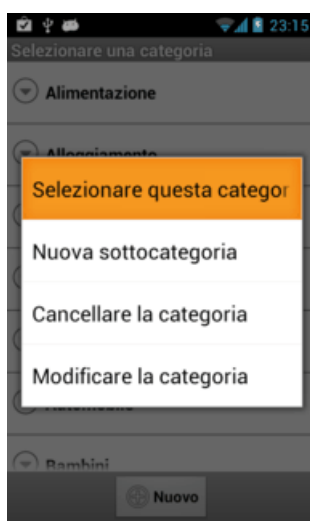 23:15
Selezionare una categoria
Alimentazione
Alloggiamento
Selezionare questa categor
Nuova sottocategoria
Cancellare la categoria
Modificare la categoria
Bambini
Nuovo